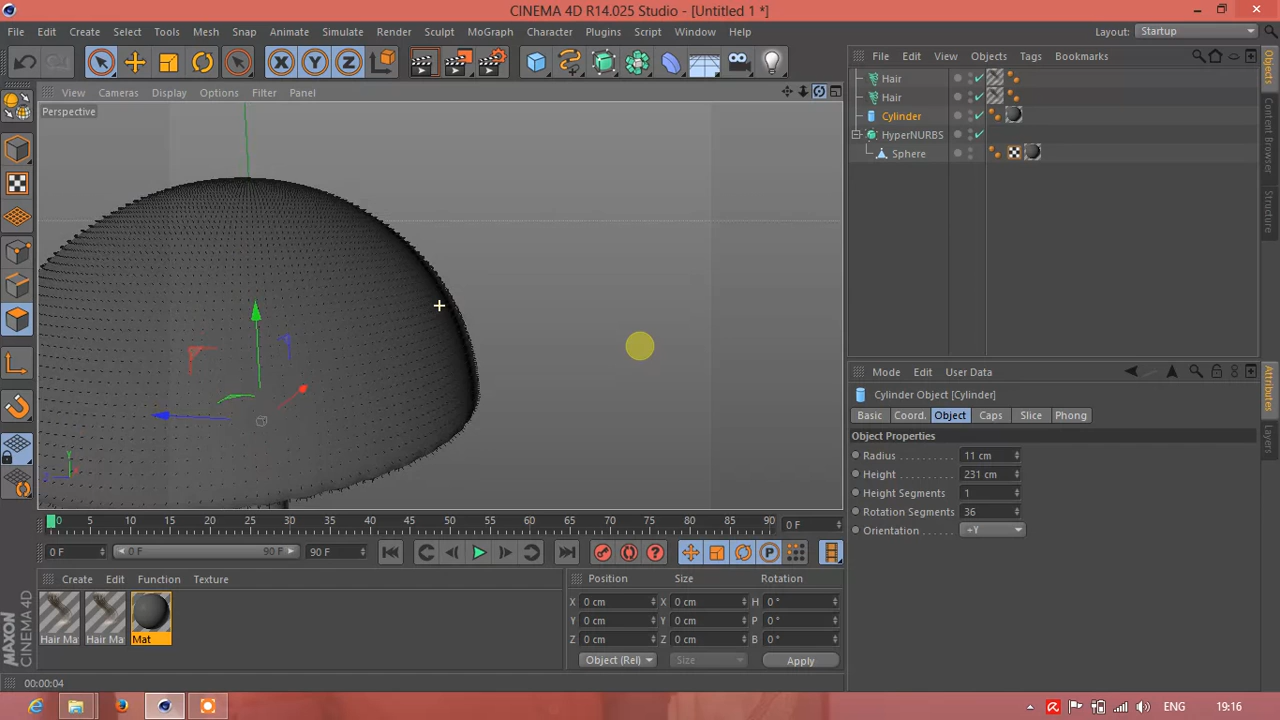 CINEMA 4D R14.025 Studio - [Untitled 1 *]
File Edit Create Select Tools Mesh Snap Animate Simulate Render Sculpt MoGraph Character Plugins Script Window Help
Layout: Startup
View Cameras Display Options Filter Panel
Perspective
File Edit View Objects Tags Bookmarks
Hair
Hair
Cylinder
HyperNURBS
Sphere
Objects
Content Browser
Structure
Mode Edit User Data
Cylinder Object [Cylinder]
Basic Coord. Object Caps Slice Phong
Object Properties
Radius 11 cm
Height 231 cm
Height Segments 1
Rotation Segments 36
Orientation +Y
Attributes
Layers
0 5 10 15 20 25 30 35 40 45 50 55 60 65 70 75 80 85 90 0 F
0 F 0 F 90 F 90 F
Create Edit Function Texture
Hair Ma Hair Ma Mat
Position Size Rotation
X 0 cm X 0 cm H 0 °
Y 0 cm Y 0 cm P 0 °
Z 0 cm Z 0 cm B 0 °
Object (Rel) Size Apply
MAXON CINEMA 4D
00:00:04
ENG 19:16